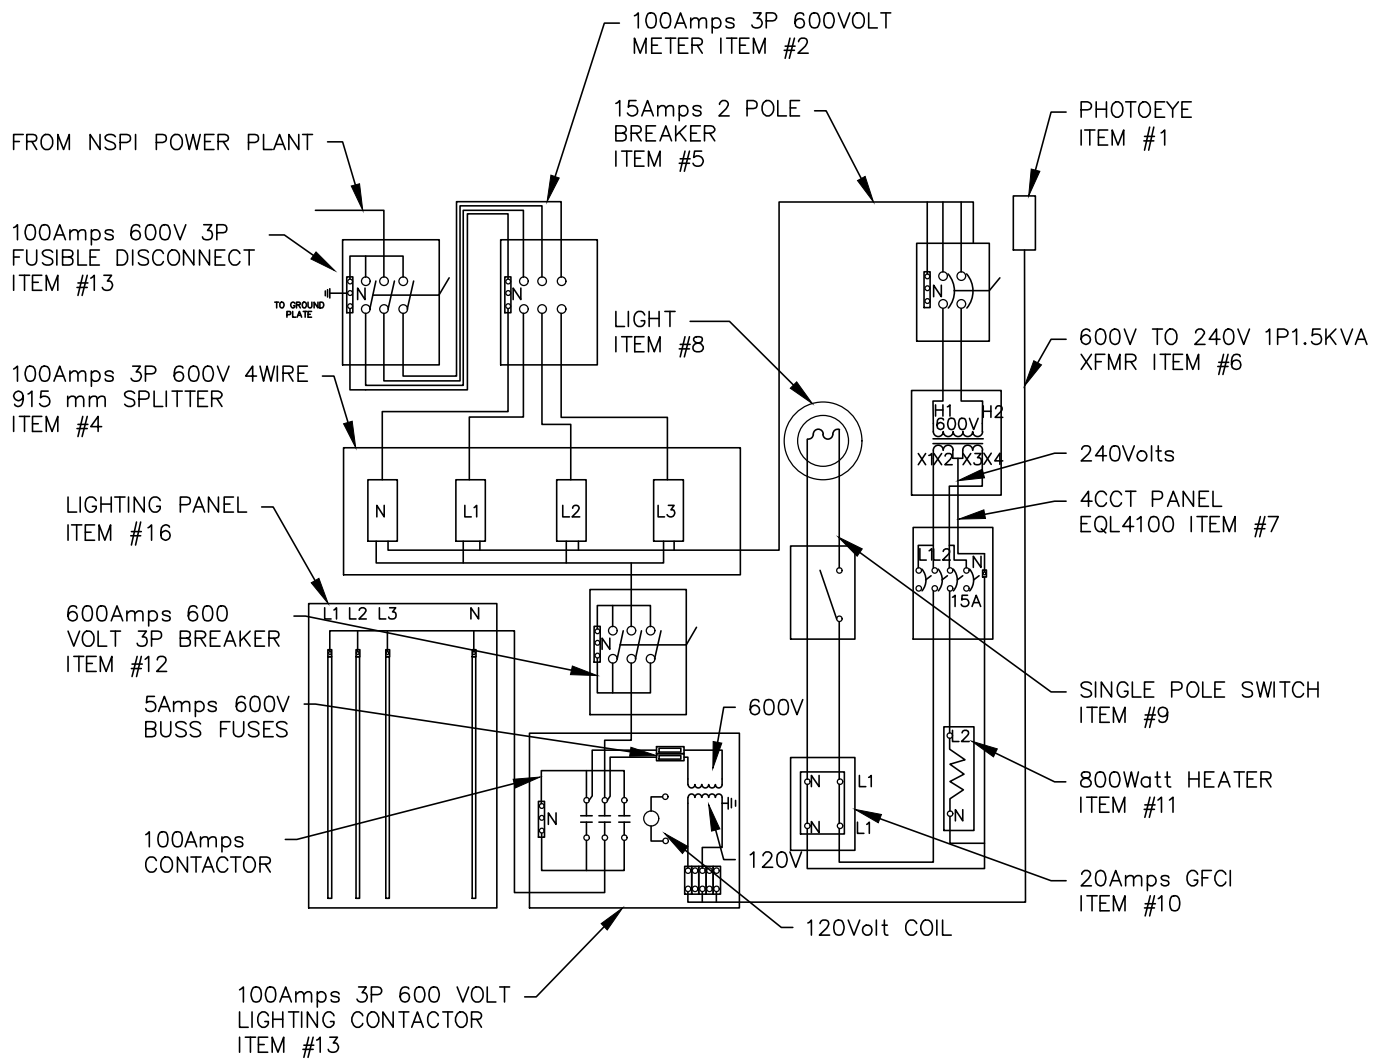 100Amps 3P 600VOLT
METER ITEM #2
15Amps 2 POLE
BREAKER
ITEM #5
PHOTOEYE
ITEM #1
FROM NSPI POWER PLANT
100Amps 600V 3P
FUSIBLE DISCONNECT
ITEM #13
TO GROUND
PLATE
N
N
N
LIGHT
ITEM #8
600V TO 240V 1P1.5KVA
XFMR ITEM #6
100Amps 3P 600V 4WIRE
915 mm SPLITTER
ITEM #4
H1 H2
600V
X1X2 X3X4
240Volts
4CCT PANEL
EQL4100 ITEM #7
N L1 L2 L3
LIGHTING PANEL
ITEM #16
L1L2 N
15A
L1 L2 L3 N
600Amps 600
VOLT 3P BREAKER
ITEM #12
N
5Amps 600V
BUSS FUSES
600V
SINGLE POLE SWITCH
ITEM #9
L2
N
800Watt HEATER
ITEM #11
N L1
N L1
N
100Amps
CONTACTOR
120V
20Amps GFCI
ITEM #10
120Volt COIL
100Amps 3P 600 VOLT
LIGHTING CONTACTOR
ITEM #13